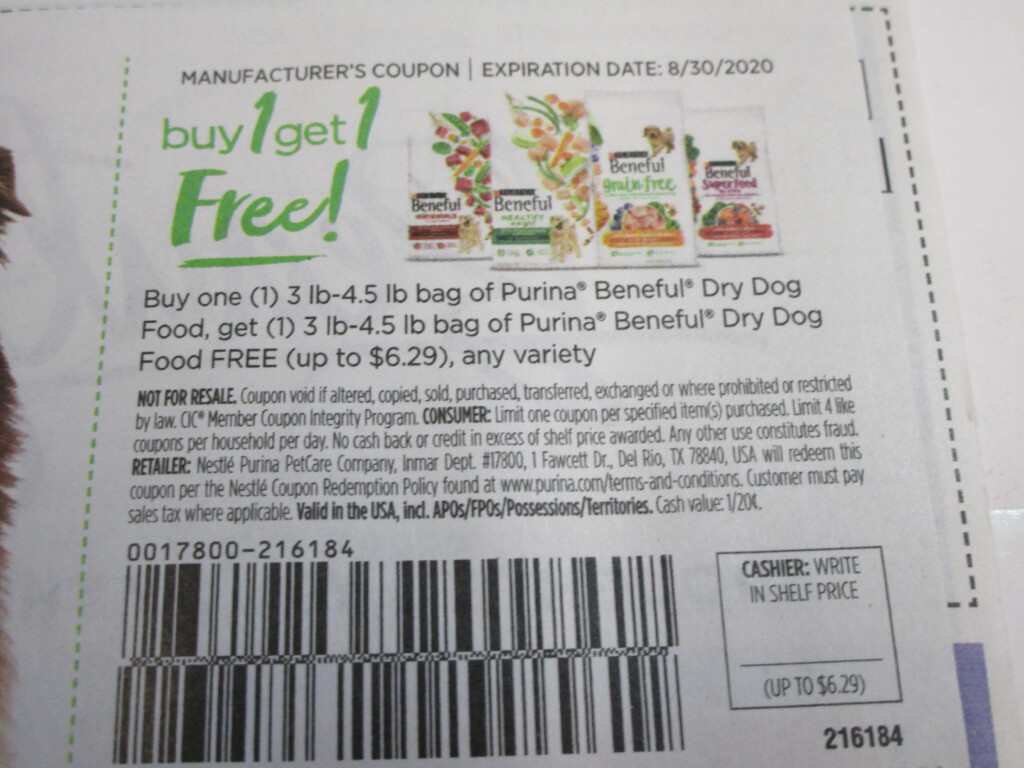 MANUFACTURER'S COUPON | EXPIRATION DATE: 8/30/2020
buy 1 get 1
Free!
Beneful
ORIGINALS
Beneful
HEALTHY
weight
Beneful
grain free
Beneful
Superfood
Buy one (1) 3 lb-4.5 lb bag of Purina® Beneful® Dry Dog
Food, get (1) 3 lb-4.5 lb bag of Purina® Beneful® Dry Dog
Food FREE (up to $6.29), any variety
NOT FOR RESALE. Coupon void if altered, copied, sold, purchased, transferred, exchanged or where prohibited or restricted
by law. CIC® Member Coupon Integrity Program. CONSUMER: Limit one coupon per specified item(s) purchased. Limit 4 like
coupons per household per day. No cash back or credit in excess of shelf price awarded. Any other use constitutes fraud.
RETAILER: Nestlé Purina PetCare Company, Inmar Dept. #17800, 1 Fawcett Dr., Del Rio, TX 78840, USA will redeem this
coupon per the Nestlé Coupon Redemption Policy found at www.purina.com/terms-and-conditions. Customer must pay
sales tax where applicable. Valid in the USA, incl. APOs/FPOs/Possessions/Territories. Cash value: 1/20¢.
0017800-216184
CASHIER: WRITE
IN SHELF PRICE
(UP TO $6.29)
216184